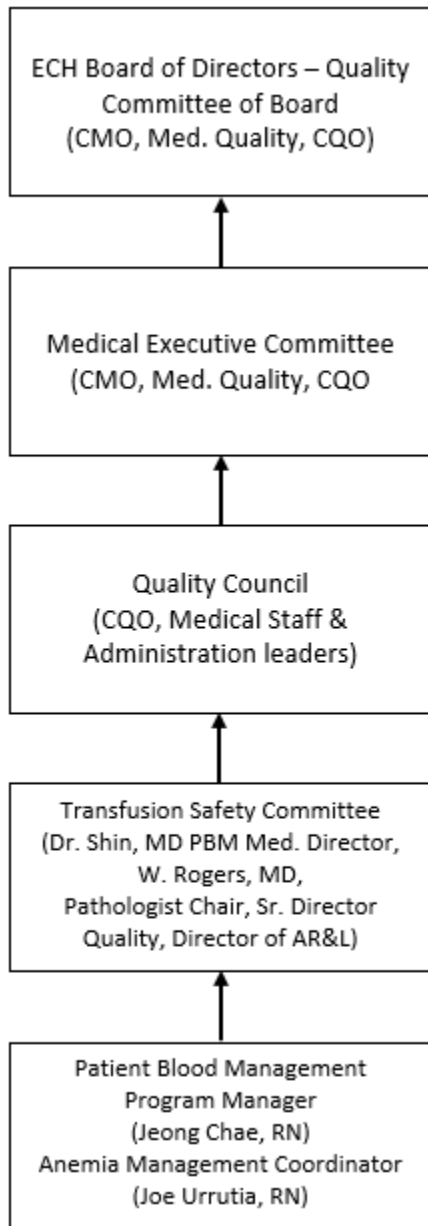 ECH Board of Directors – Quality
Committee of Board
(CMO, Med. Quality, CQO)
Medical Executive Committee
(CMO, Med. Quality, CQO
Quality Council
(CQO, Medical Staff &
Administration leaders)
Transfusion Safety Committee
(Dr. Shin, MD PBM Med. Director,
W. Rogers, MD,
Pathologist Chair, Sr. Director
Quality, Director of AR&L)
Patient Blood Management
Program Manager
(Jeong Chae, RN)
Anemia Management Coordinator
(Joe Urrutia, RN)